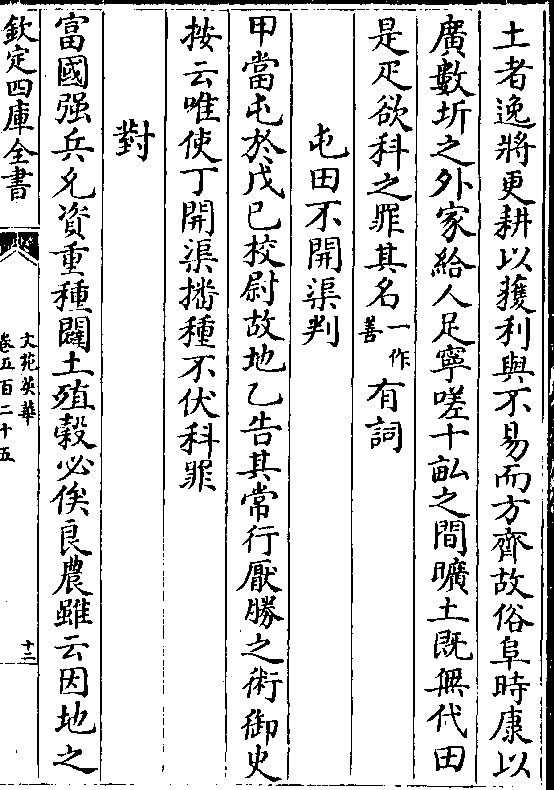 土者逸將更耕以獲利與不易而方齊故俗阜時康以
廣數圻之外家給人足寧嗟十畝之間曠土既無代田
是疋欲科之罪其名一作善有詞
屯田不開渠判
甲當屯於戊已校尉故地乙告其常行厭勝之術御史
按云唯使丁開渠播種不伏科罪
對
富國强兵允資重種闢土殖榖必俟良農雖云因地之
欽定四庫全書
文苑英華
卷五百二十五
十二